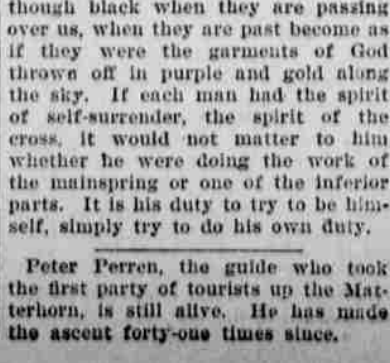 though black when they are passing
over us, when they are past become as
if they were the garments of God
thrown off in purple and gold along
the sky. If each man had the spirit
of self-surrender, the spirit of the
cross, it would not matter to him
whether he were doing the work of
the mainspring or one of the inferior
parts. It is his duty to try to be him-
self, simply try to do his own duty.
Peter Perren, the guide who took
the first party of tourists up the Mat-
terhorn, is still alive. He has made
the ascent forty-one times since.